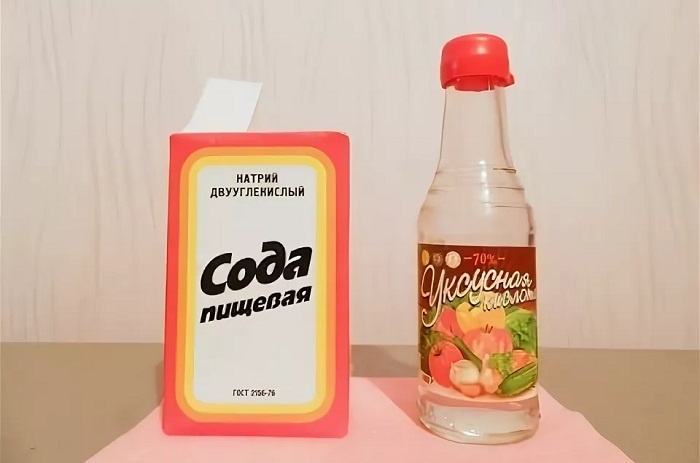 НАТРИЙ
ДВУУГЛЕКИСЛЫЙ
Сода
пищевая
ГОСТ 2156-76
-70%-
Уксусная
кислота